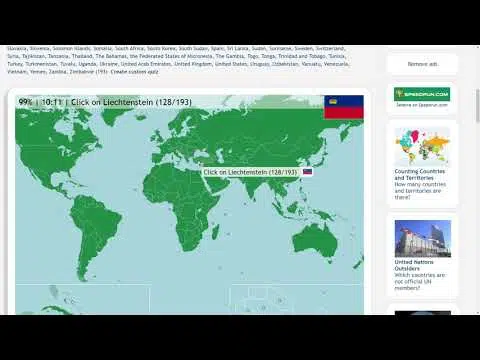 Slovakia, Slovenia, Solomon Islands, Somalia, South Africa, South Korea, South Sudan, Spain, Sri Lanka, Sudan, Suriname, Sweden, Switzerland,
Syria, Tajikistan, Tanzania, Thailand, The Bahamas, the Federated States of Micronesia, The Gambia, Togo, Tonga, Trinidad and Tobago, Tunisia,
Turkey, Turkmenistan, Tuvalu, Uganda, Ukraine, United Arab Emirates, United Kingdom, United States, Uruguay, Uzbekistan, Vanuatu, Venezuela,
Vietnam, Yemen, Zambia, Zimbabwe (193) Create custom quiz
Remove ads
99% | 10:11 | Click on Liechtenstein (128/193)
SPEEDRUN.COM
Seterra on Speedrun.com
Click on Liechtenstein (128/193)
Counting Countries
and Territories
How many countries
and territories are
there?
United Nations
Outsiders
Which countries are
not official UN
members?